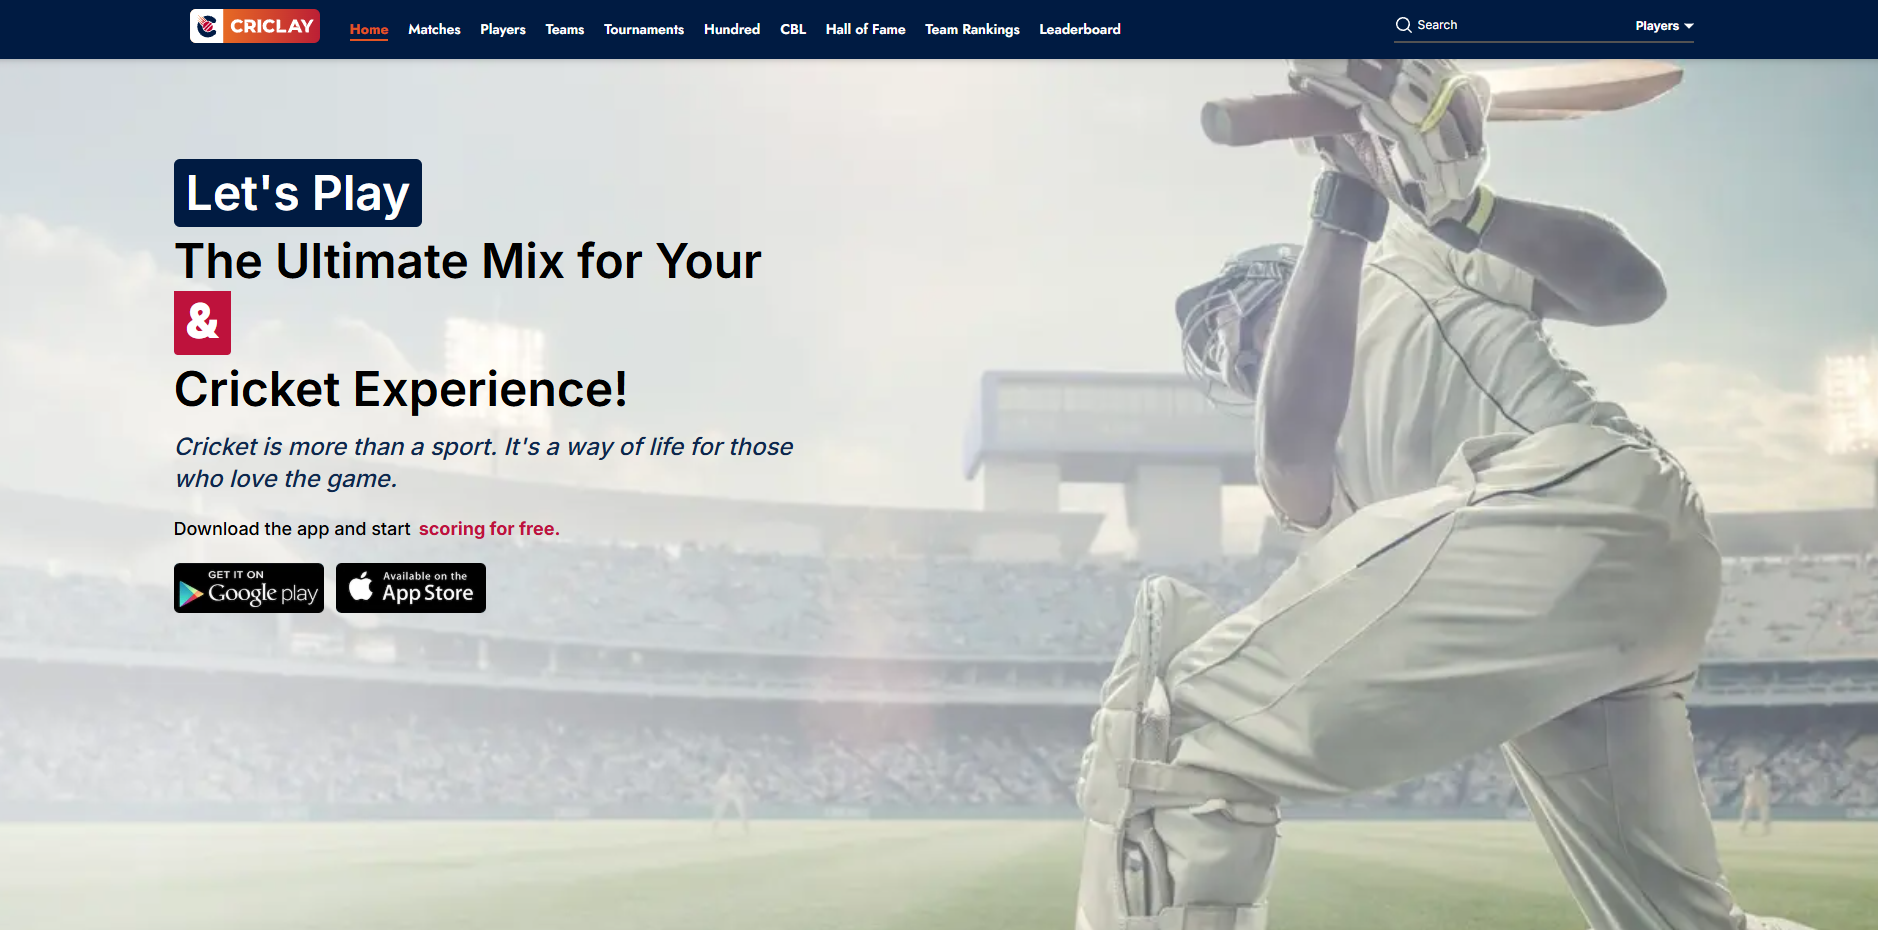 CRICLAY
Home Matches Players Teams Tournaments Hundred CBL Hall of Fame Team Rankings Leaderboard
Search Players
Let's Play
The Ultimate Mix for Your
&
Cricket Experience!
Cricket is more than a sport. It's a way of life for those
who love the game.
Download the app and start scoring for free.
GET IT ON
Google play
Available on the
App Store